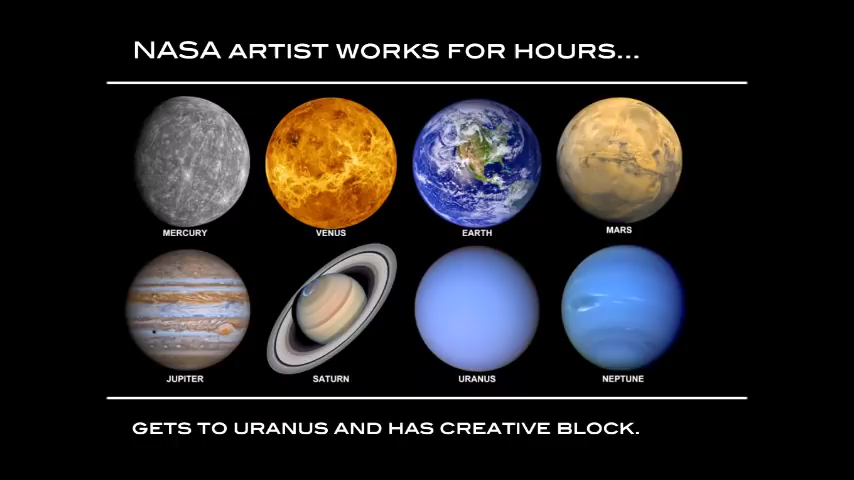 NASA ARTIST WORKS FOR HOURS...
MERCURY
VENUS
EARTH
MARS
JUPITER
SATURN
URANUS
NEPTUNE
GETS TO URANUS AND HAS CREATIVE BLOCK.